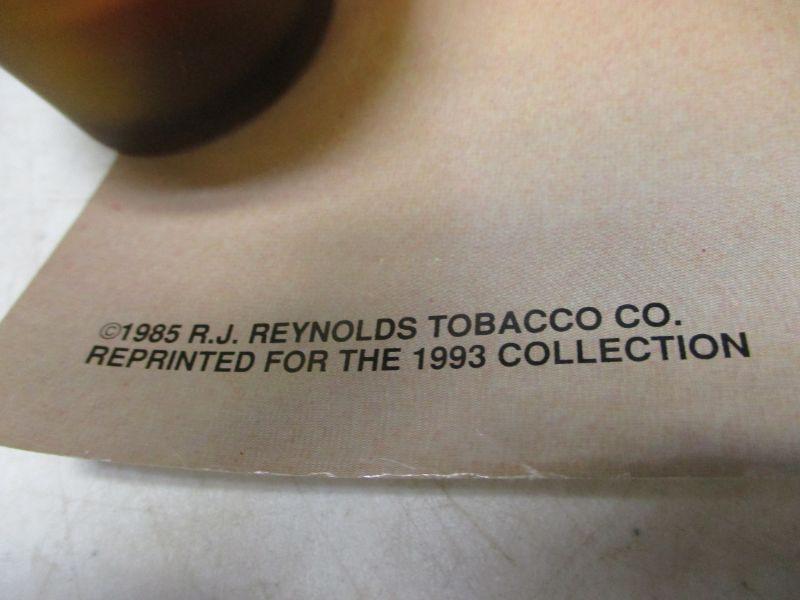 ©1985 R.J. REYNOLDS TOBACCO CO.
REPRINTED FOR THE 1993 COLLECTION